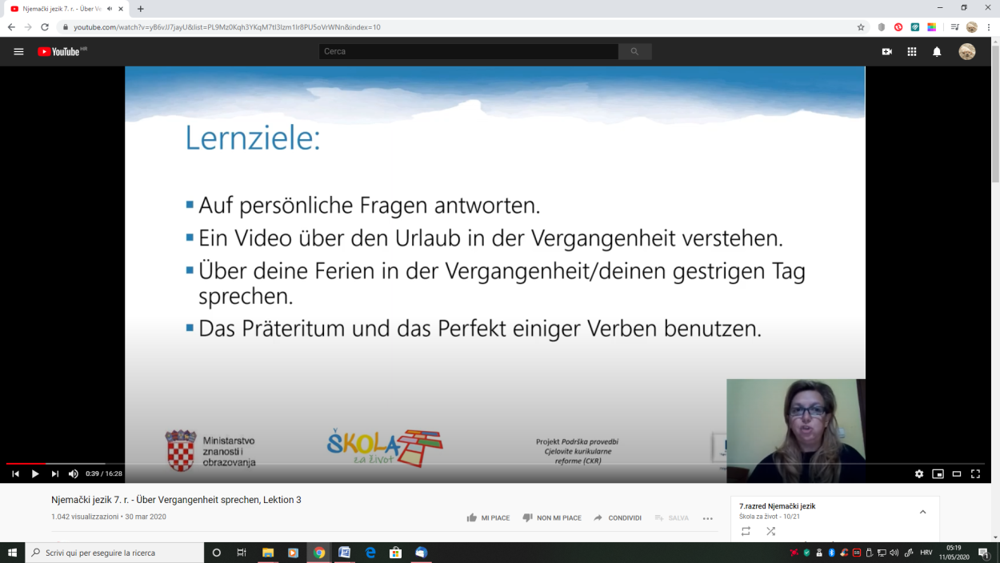 Njemački jezik 7. r. - Über Ve
youtube.com/watch?v=yB6vJJ7jayU&list=PL9Mz0Kqh3YKqM7tI3lzm1Ir8PU5oVrWNn&index=10
YouTube HR
Cerca
Lernziele:
Auf persönliche Fragen antworten.
Ein Video über den Urlaub in der Vergangenheit verstehen.
Über deine Ferien in der Vergangenheit/deinen gestrigen Tag
sprechen.
Das Präteritum und das Perfekt einiger Verben benutzen.
Ministarstvo
znanosti i
obrazovanja
ŠKOLA
za život
Projekt Podrška provedbi
Cjelovite kurikularne
reforme (CKR)
0:39 / 16:28
Njemački jezik 7. r. - Über Vergangenheit sprechen, Lektion 3
1.042 visualizzazioni • 30 mar 2020
MI PIACE
NON MI PIACE
CONDIVIDI
SALVA
7.razred Njemački jezik
Škola za život - 10/21
Scrivi qui per eseguire la ricerca
HRV
05:19
11/05/2020